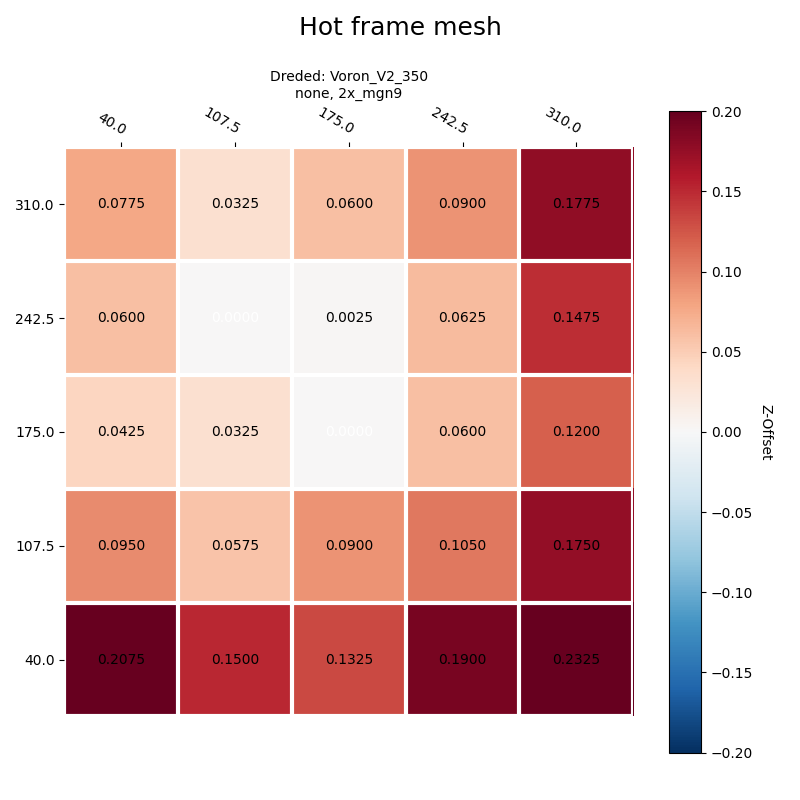 Hot frame mesh
Dreded: Voron_V2_350
none, 2x_mgn9
40.0 107.5 175.0 242.5 310.0
310.0 0.0775 0.0325 0.0600 0.0900 0.1775
242.5 0.0600 0.0000 0.0025 0.0625 0.1475
175.0 0.0425 0.0325 0.0000 0.0600 0.1200
107.5 0.0950 0.0575 0.0900 0.1050 0.1750
40.0 0.2075 0.1500 0.1325 0.1900 0.2325
0.20
0.15
0.10
0.05
0.00
−0.05
−0.10
−0.15
−0.20
Z-Offset